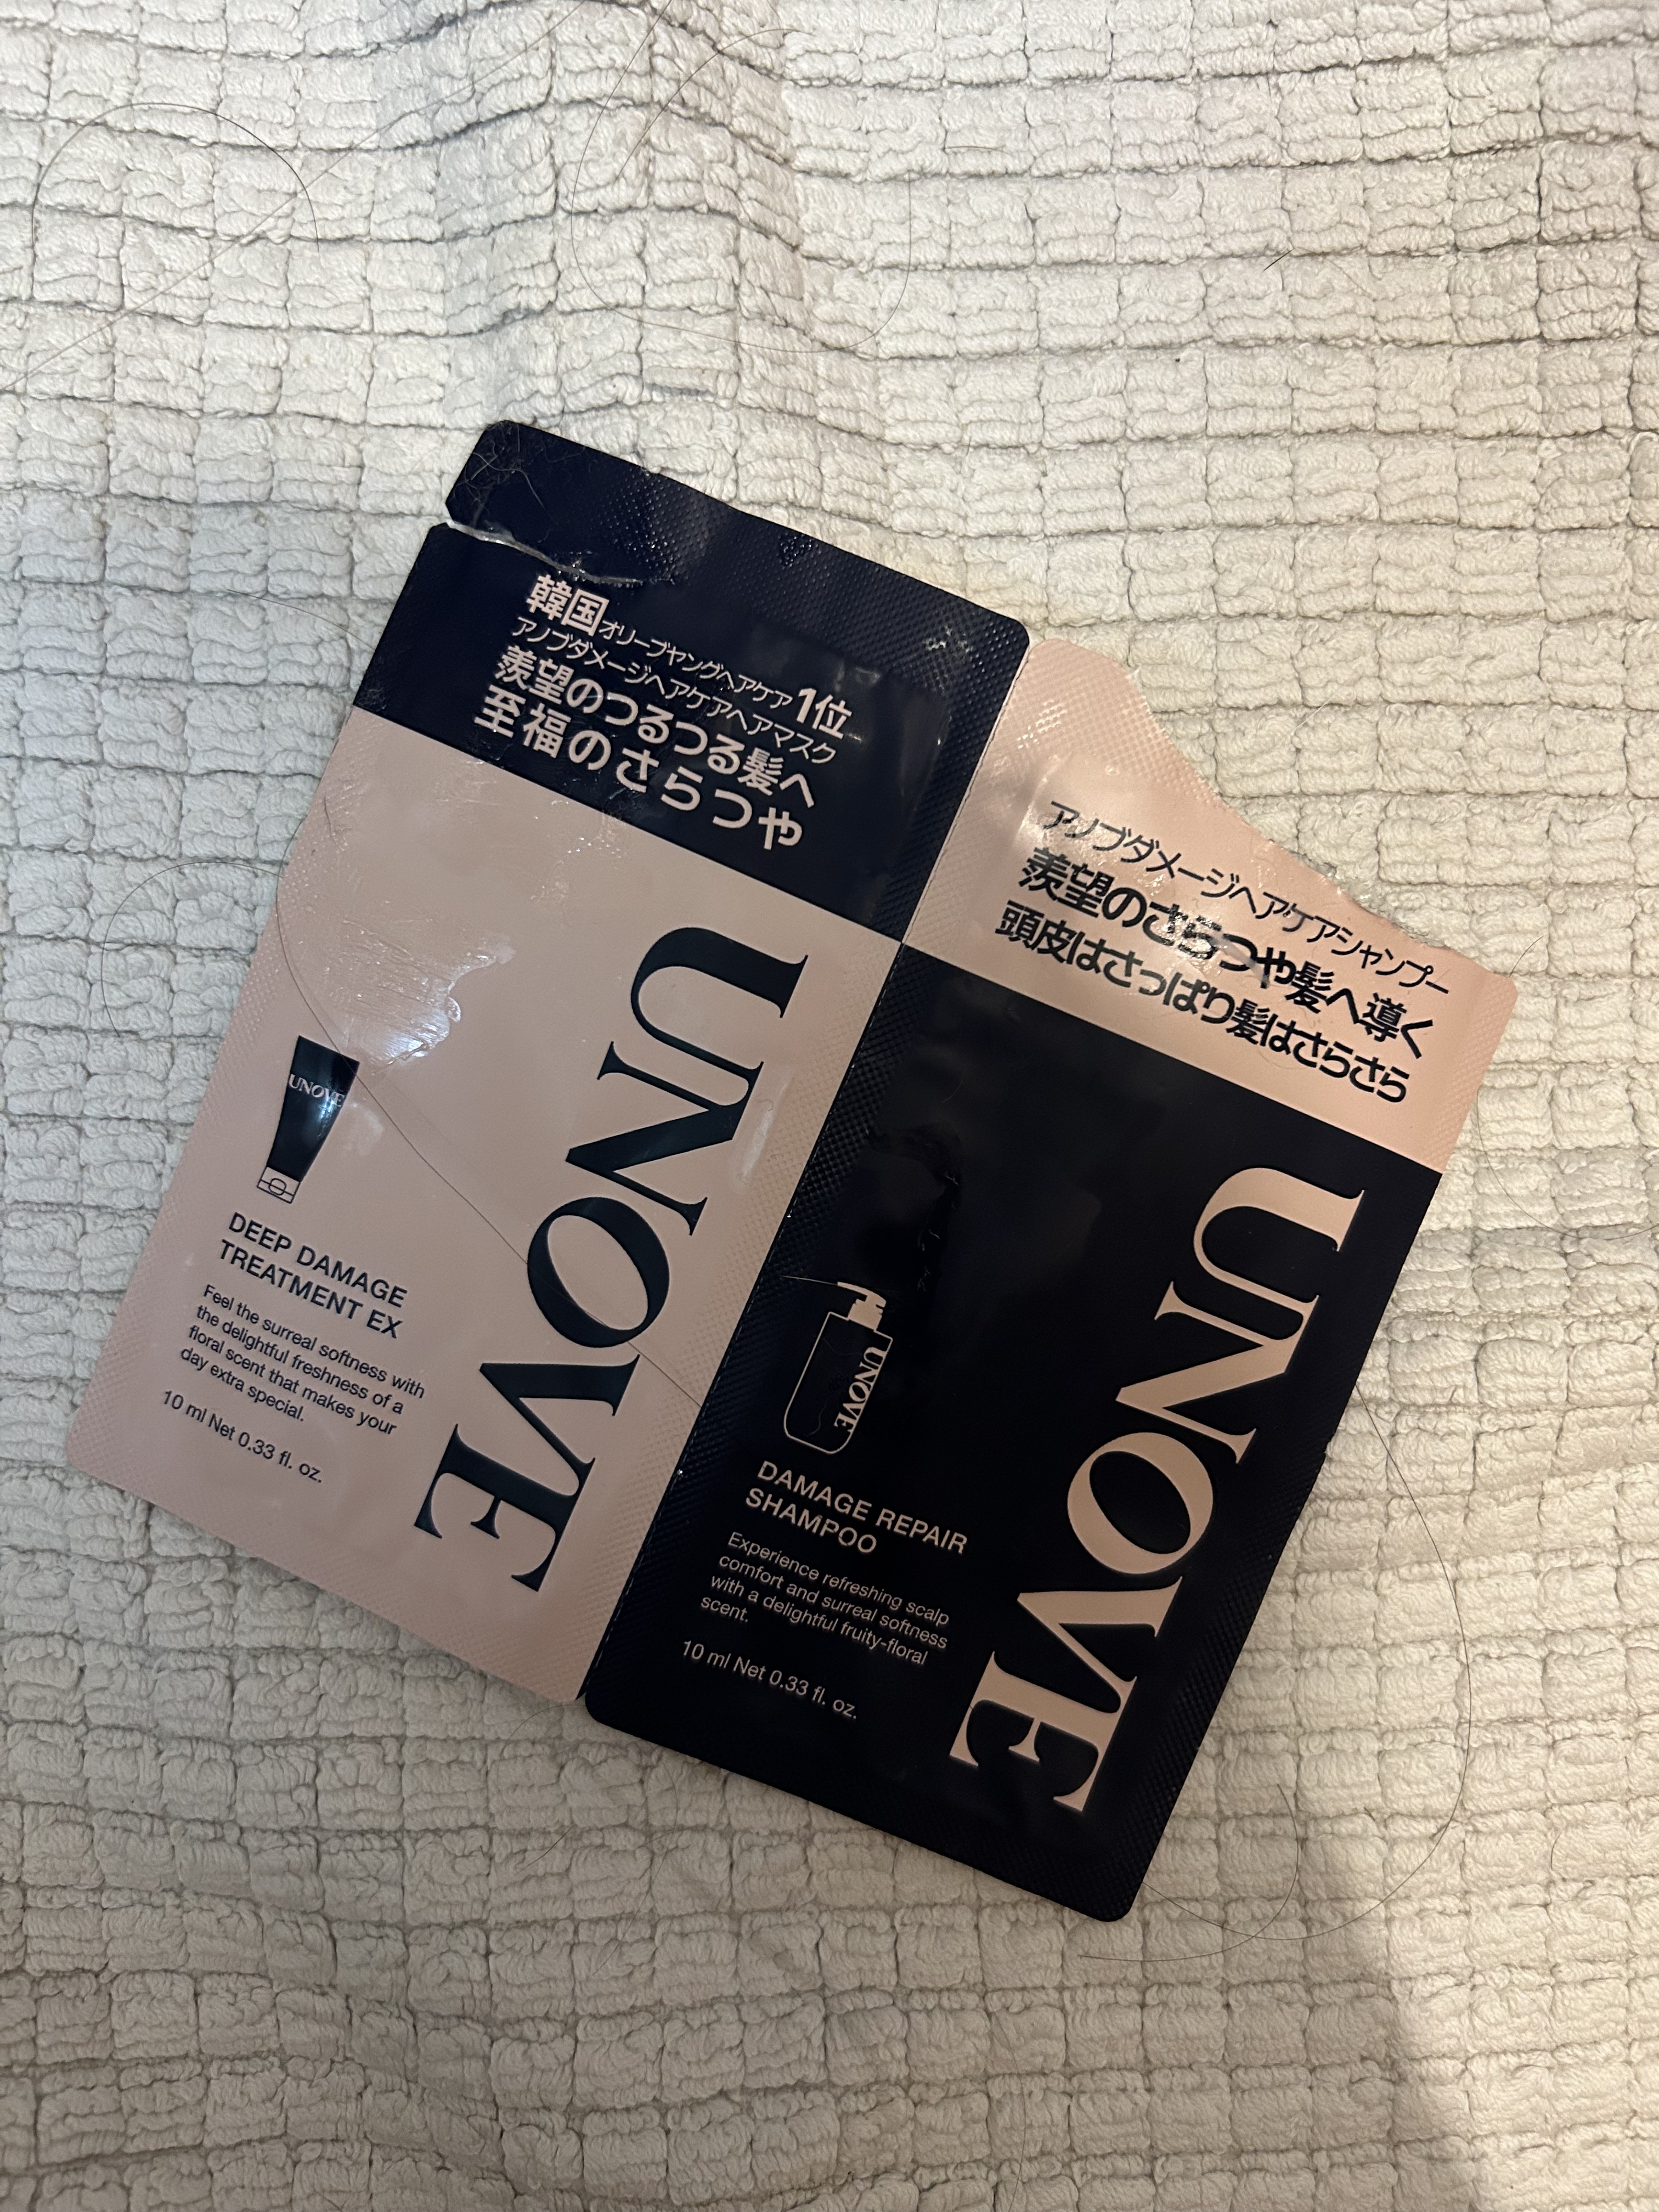 韓国オリーブヤングヘアケア1位
アノブダメージヘアケアヘアマスク
羨望のつるつる髪へ
至福のさらつや
UNOVE
UNOVE
DEEP DAMAGE
TREATMENT EX
Feel the surreal softness with
the delightful freshness of a
floral scent that makes your
day extra special.
10 ml Net 0.33 fl. oz.
アノブダメージヘアケアシャンプー
羨望のさらつや髪へ導く
頭皮はさっぱり髪はさらさら
UNOVE
UNOVE
DAMAGE REPAIR
SHAMPOO
Experience refreshing scalp
comfort and surreal softness
with a delightful fruity-floral
scent.
10 ml Net 0.33 fl. oz.